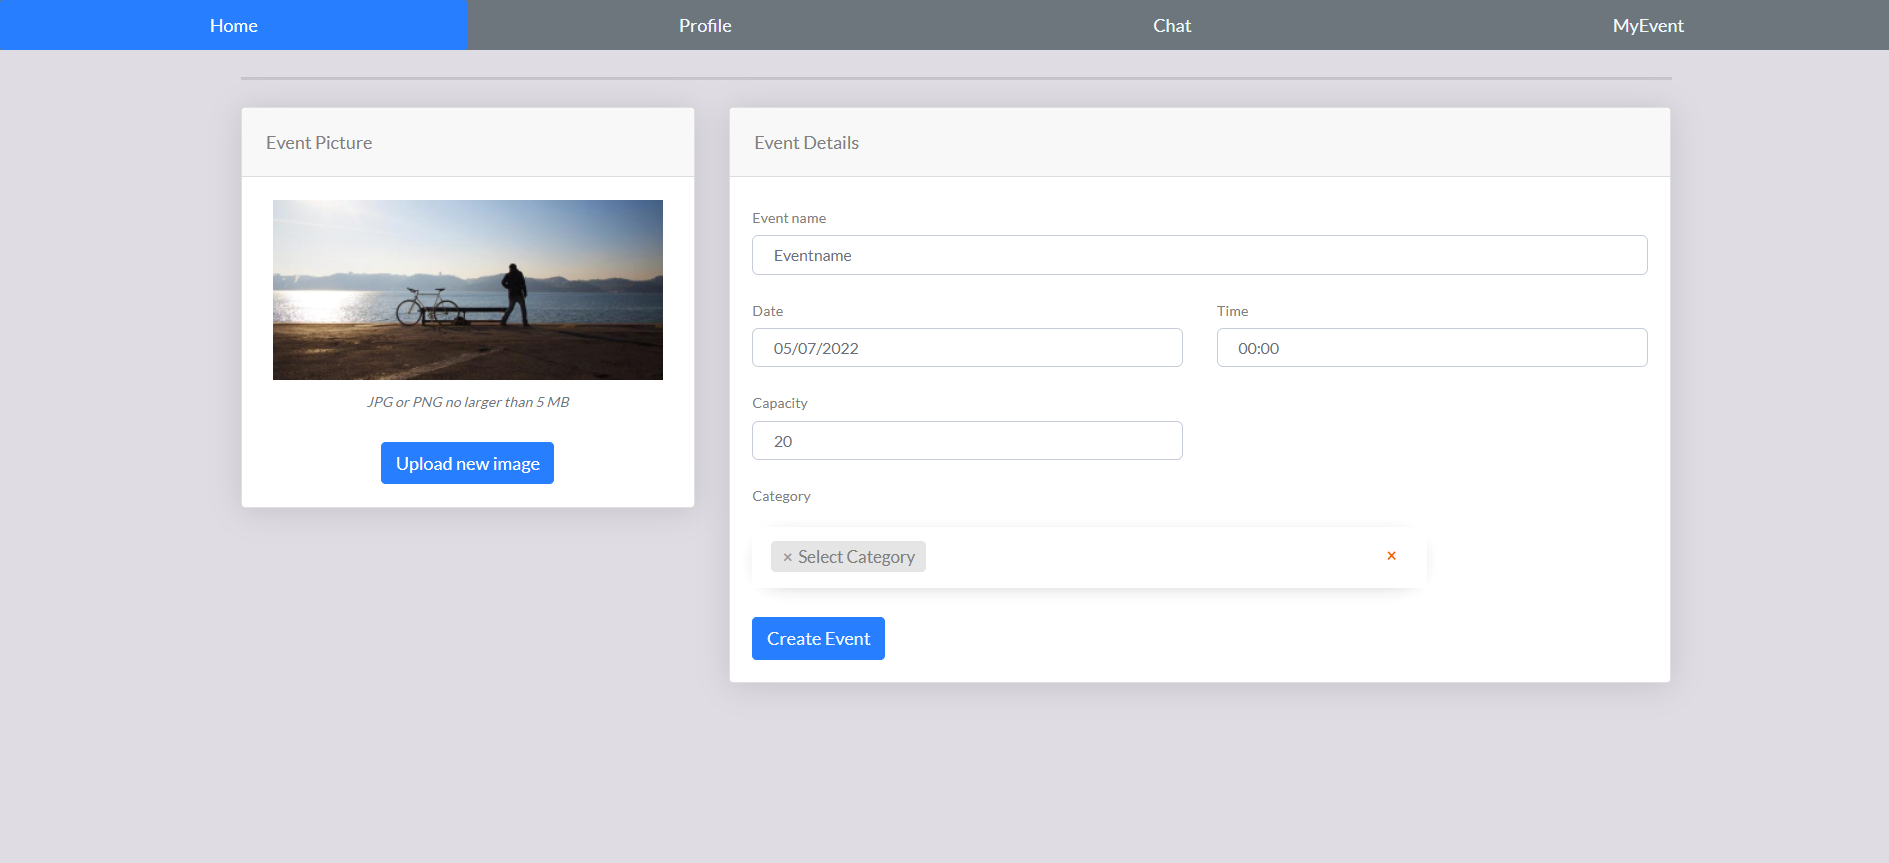 Home Profile Chat MyEvent
Event Picture
JPG or PNG no larger than 5 MB
Upload new image
Event Details
Event name
Eventname
Date Time
05/07/2022 00:00
Capacity
20
Category
× Select Category ×
Create Event